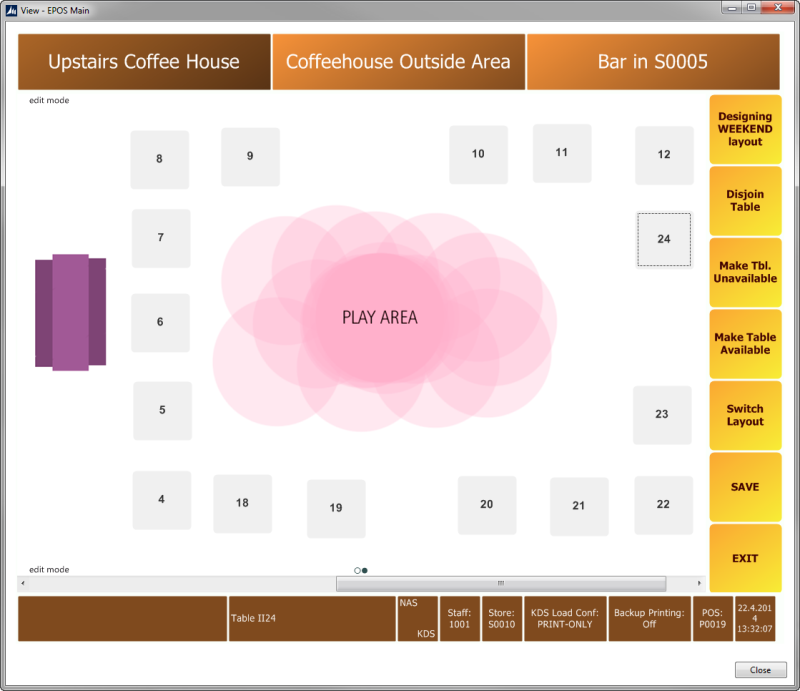 View - EPOS Main
Upstairs Coffee House
Coffeehouse Outside Area
Bar in S0005
edit mode
Designing
WEEKEND
layout
8
9
10
11
12
Disjoin
Table
7
24
Make Tbl.
Unavailable
6
PLAY AREA
Make Table
Available
5
23
Switch
Layout
4
18
19
20
21
22
SAVE
EXIT
edit mode
Table II24
NAS
KDS
Staff:
1001
Store:
S0010
KDS Load Conf:
PRINT-ONLY
Backup Printing:
Off
POS:
P0019
22.4.201
4
13:32:07
Close